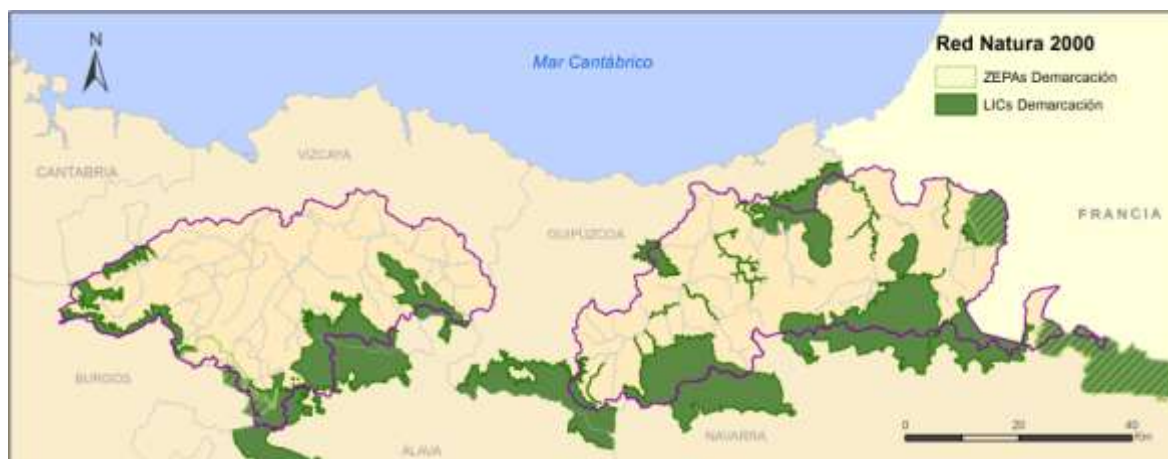 N
Mar Cantábrico
Red Natura 2000
ZEPAs Demarcación
LICs Demarcación
CANTABRIA
VIZCAYA
GUIPÚZCOA
FRANCIA
BURGOS
ALAVA
NAVARRA
0 20 40
Km